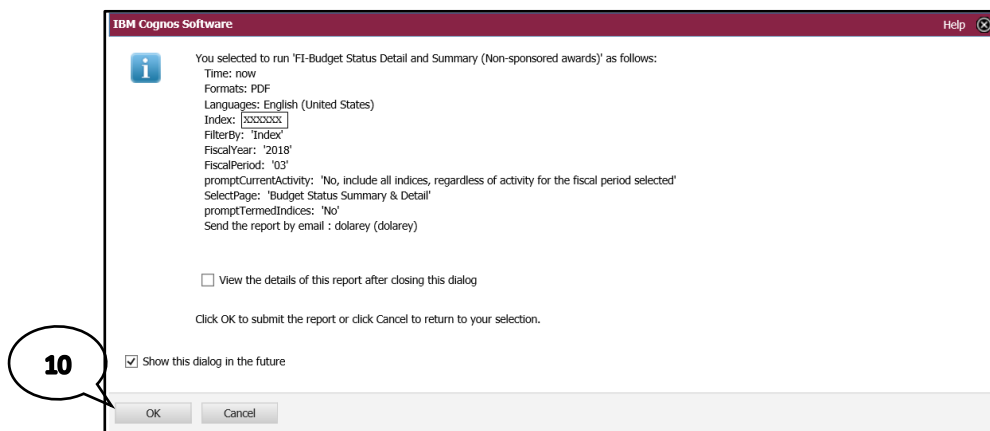 IBM Cognos Software Help
You selected to run 'FI-Budget Status Detail and Summary (Non-sponsored awards)' as follows:
Time: now
Formats: PDF
Languages: English (United States)
Index: XXXXXX
FilterBy: 'Index'
FiscalYear: '2018'
FiscalPeriod: '03'
promptCurrentActivity: 'No, include all indices, regardless of activity for the fiscal period selected'
SelectPage: 'Budget Status Summary & Detail'
promptTermedIndices: 'No'
Send the report by email : dolarey (dolarey)
View the details of this report after closing this dialog
Click OK to submit the report or click Cancel to return to your selection.
10
Show this dialog in the future
OK Cancel